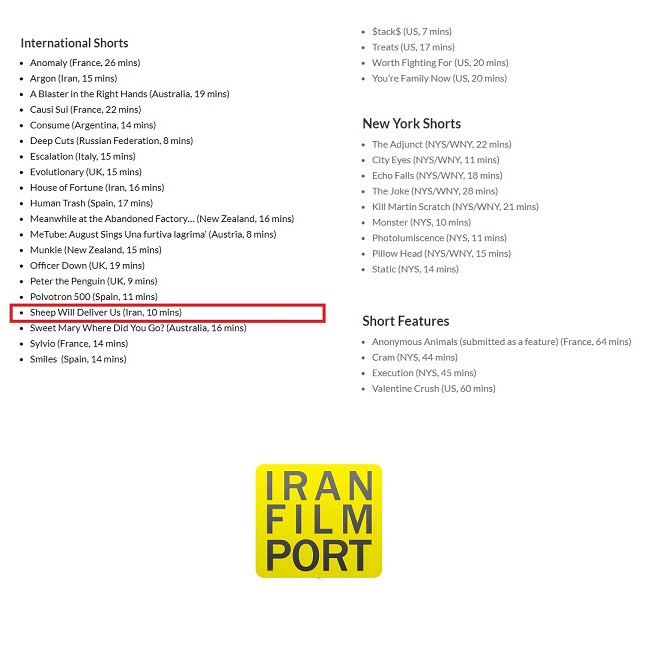 International Shorts
Anomaly (France, 26 mins)
Argon (Iran, 15 mins)
A Blaster in the Right Hands (Australia, 19 mins)
Causi Sui (France, 22 mins)
Consume (Argentina, 14 mins)
Deep Cuts (Russian Federation, 8 mins)
Escalation (Italy, 15 mins)
Evolutionary (UK, 15 mins)
House of Fortune (Iran, 16 mins)
Human Trash (Spain, 17 mins)
Meanwhile at the Abandoned Factory… (New Zealand, 16 mins)
MeTube: August Sings Una furtiva lagrima' (Austria, 8 mins)
Munkie (New Zealand, 15 mins)
Officer Down (UK, 19 mins)
Peter the Penguin (UK, 9 mins)
Polvotron 500 (Spain, 11 mins)
Sheep Will Deliver Us (Iran, 10 mins)
Sweet Mary Where Did You Go? (Australia, 16 mins)
Sylvio (France, 14 mins)
Smiles (Spain, 14 mins)
$tack$ (US, 7 mins)
Treats (US, 17 mins)
Worth Fighting For (US, 20 mins)
You're Family Now (US, 20 mins)
New York Shorts
The Adjunct (NYS/WNY, 22 mins)
City Eyes (NYS/WNY, 11 mins)
Echo Falls (NYS/WNY, 18 mins)
The Joke (NYS/WNY, 28 mins)
Kill Martin Scratch (NYS/WNY, 21 mins)
Monster (NYS, 10 mins)
Photolumiscence (NYS, 11 mins)
Pillow Head (NYS/WNY, 15 mins)
Static (NYS, 14 mins)
Short Features
Anonymous Animals (submitted as a feature) (France, 64 mins)
Cram (NYS, 44 mins)
Execution (NYS, 45 mins)
Valentine Crush (US, 60 mins)
IRAN
FILM
PORT